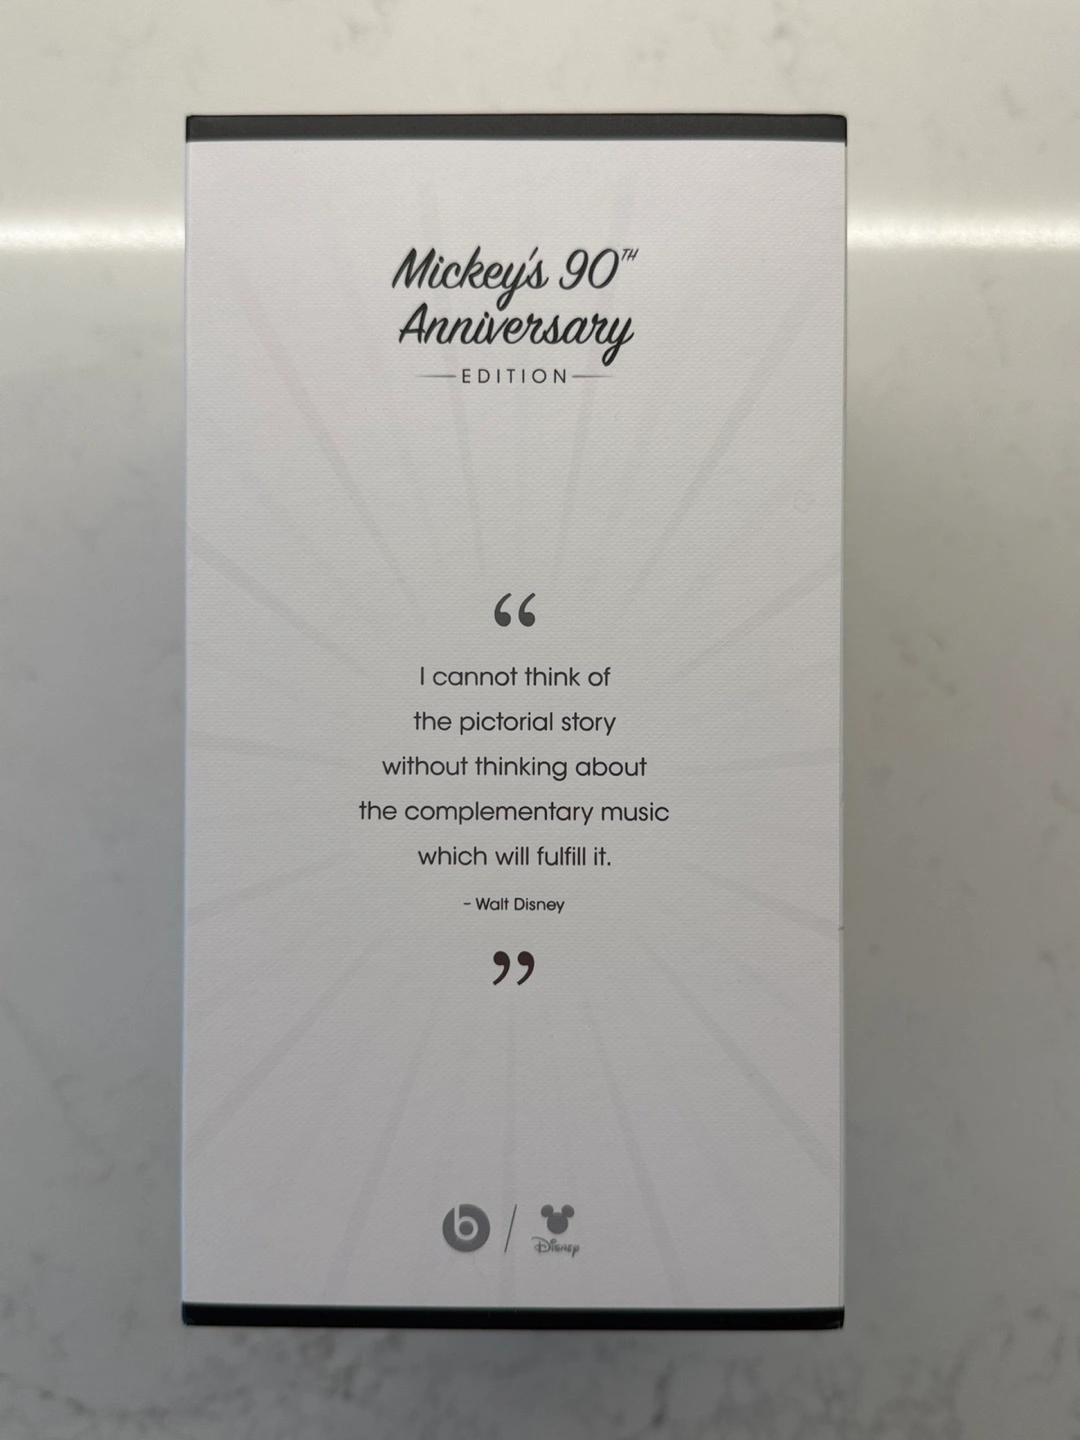 Mickey's 90TH
Anniversary
EDITION
“
I cannot think of
the pictorial story
without thinking about
the complementary music
which will fulfill it.
- Walt Disney
”
b / Disney